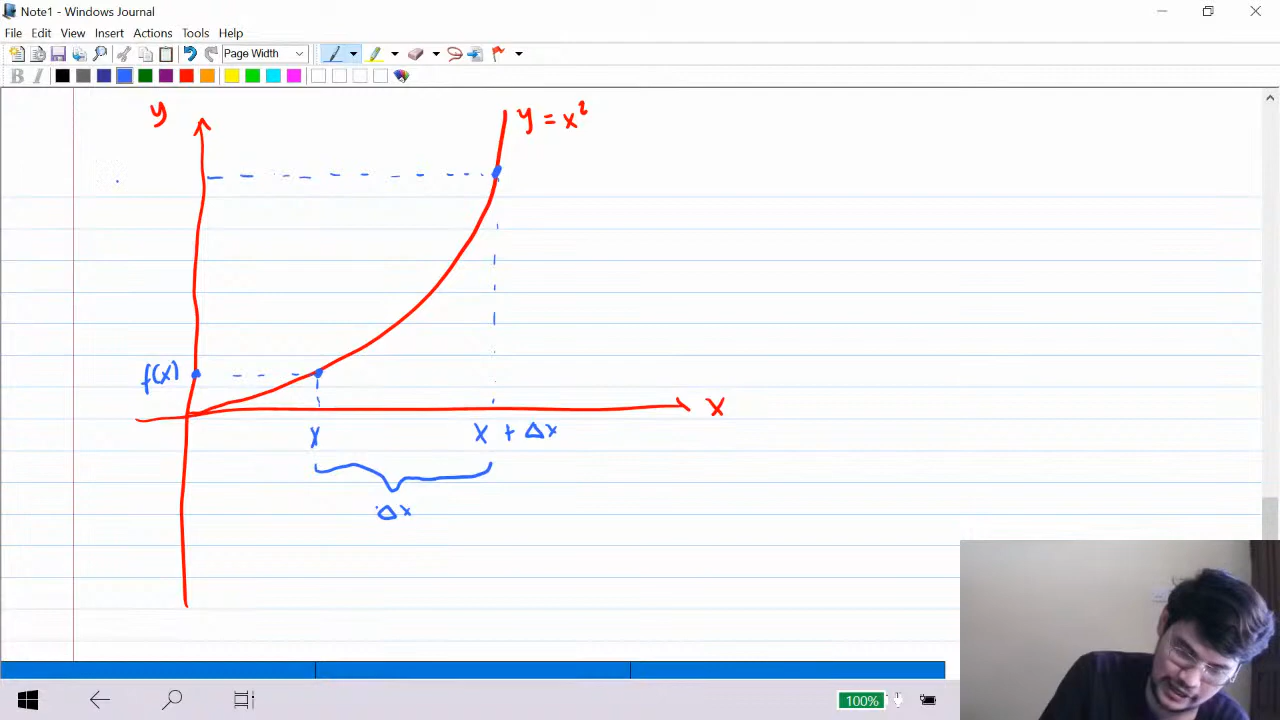 Note1 - Windows Journal
File Edit View Insert Actions Tools Help
Page Width
B I
y
y = x²
f(x)
x
x x + Δx
Δx
100%